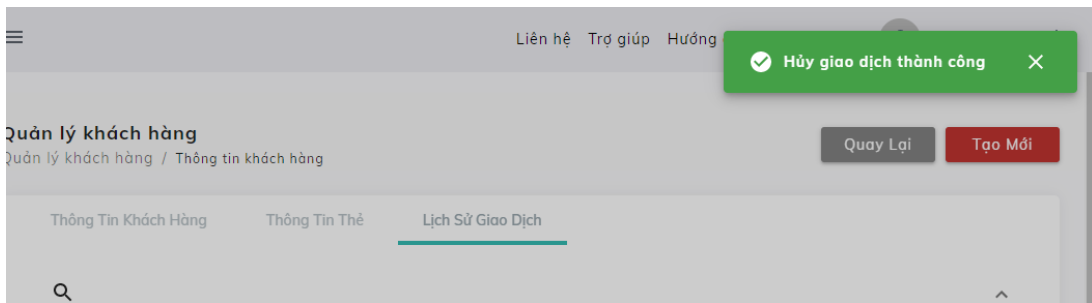 Liên hệ Trợ giúp Hướng
Hủy giao dịch thành công
Quản lý khách hàng
Quản lý khách hàng / Thông tin khách hàng
Quay Lại
Tạo Mới
Thông Tin Khách Hàng
Thông Tin Thẻ
Lịch Sử Giao Dịch